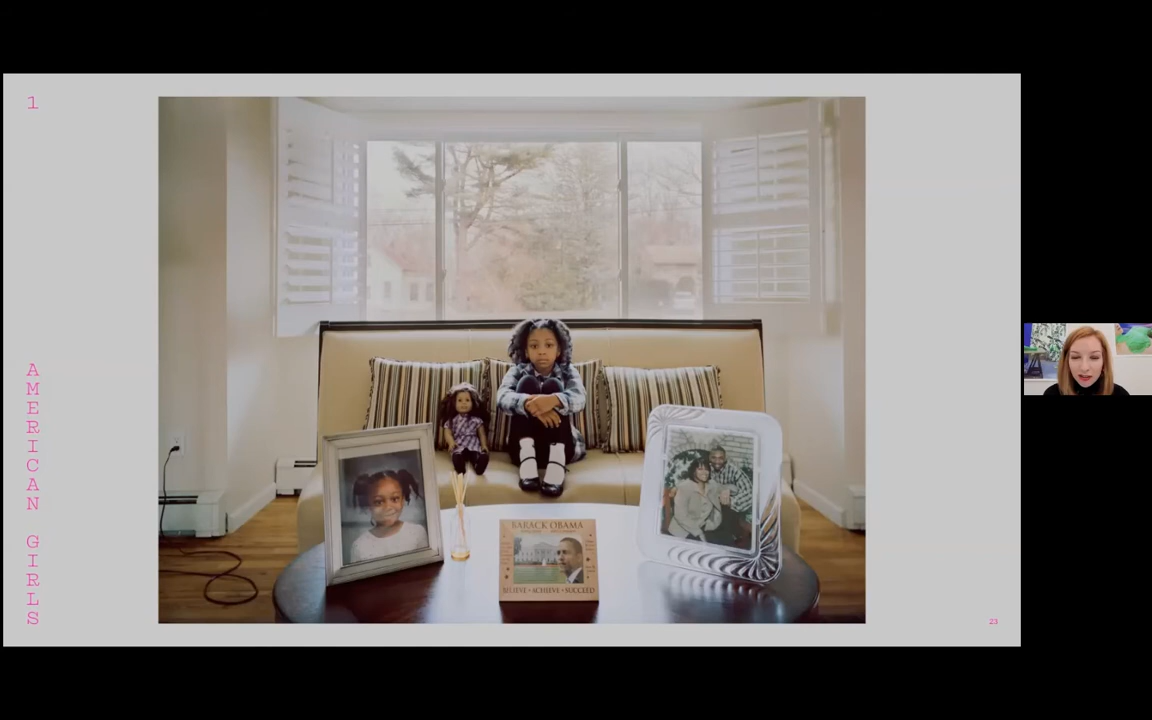 1
AMERICAN GIRLS
BARACK OBAMA
BELIEVE • ACHIEVE • SUCCEED
23